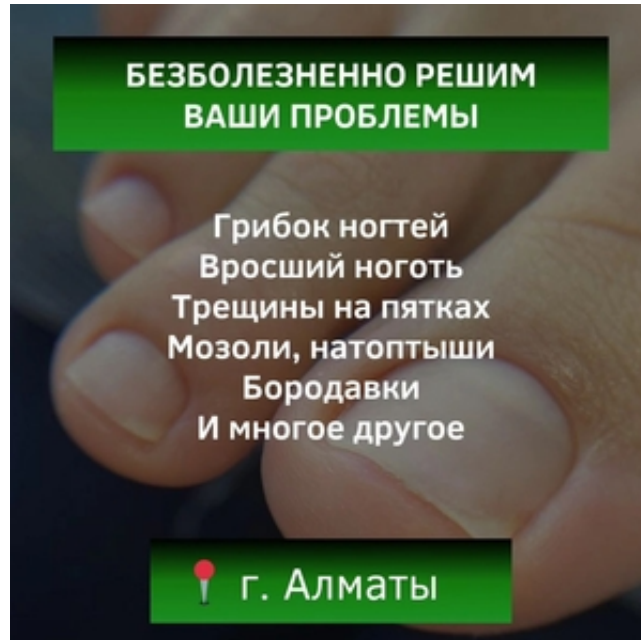 БЕЗБОЛЕЗНЕННО РЕШИМ
ВАШИ ПРОБЛЕМЫ
Грибок ногтей
Вросший ноготь
Трещины на пятках
Мозоли, натоптыши
Бородавки
И многое другое
📍 г. Алматы